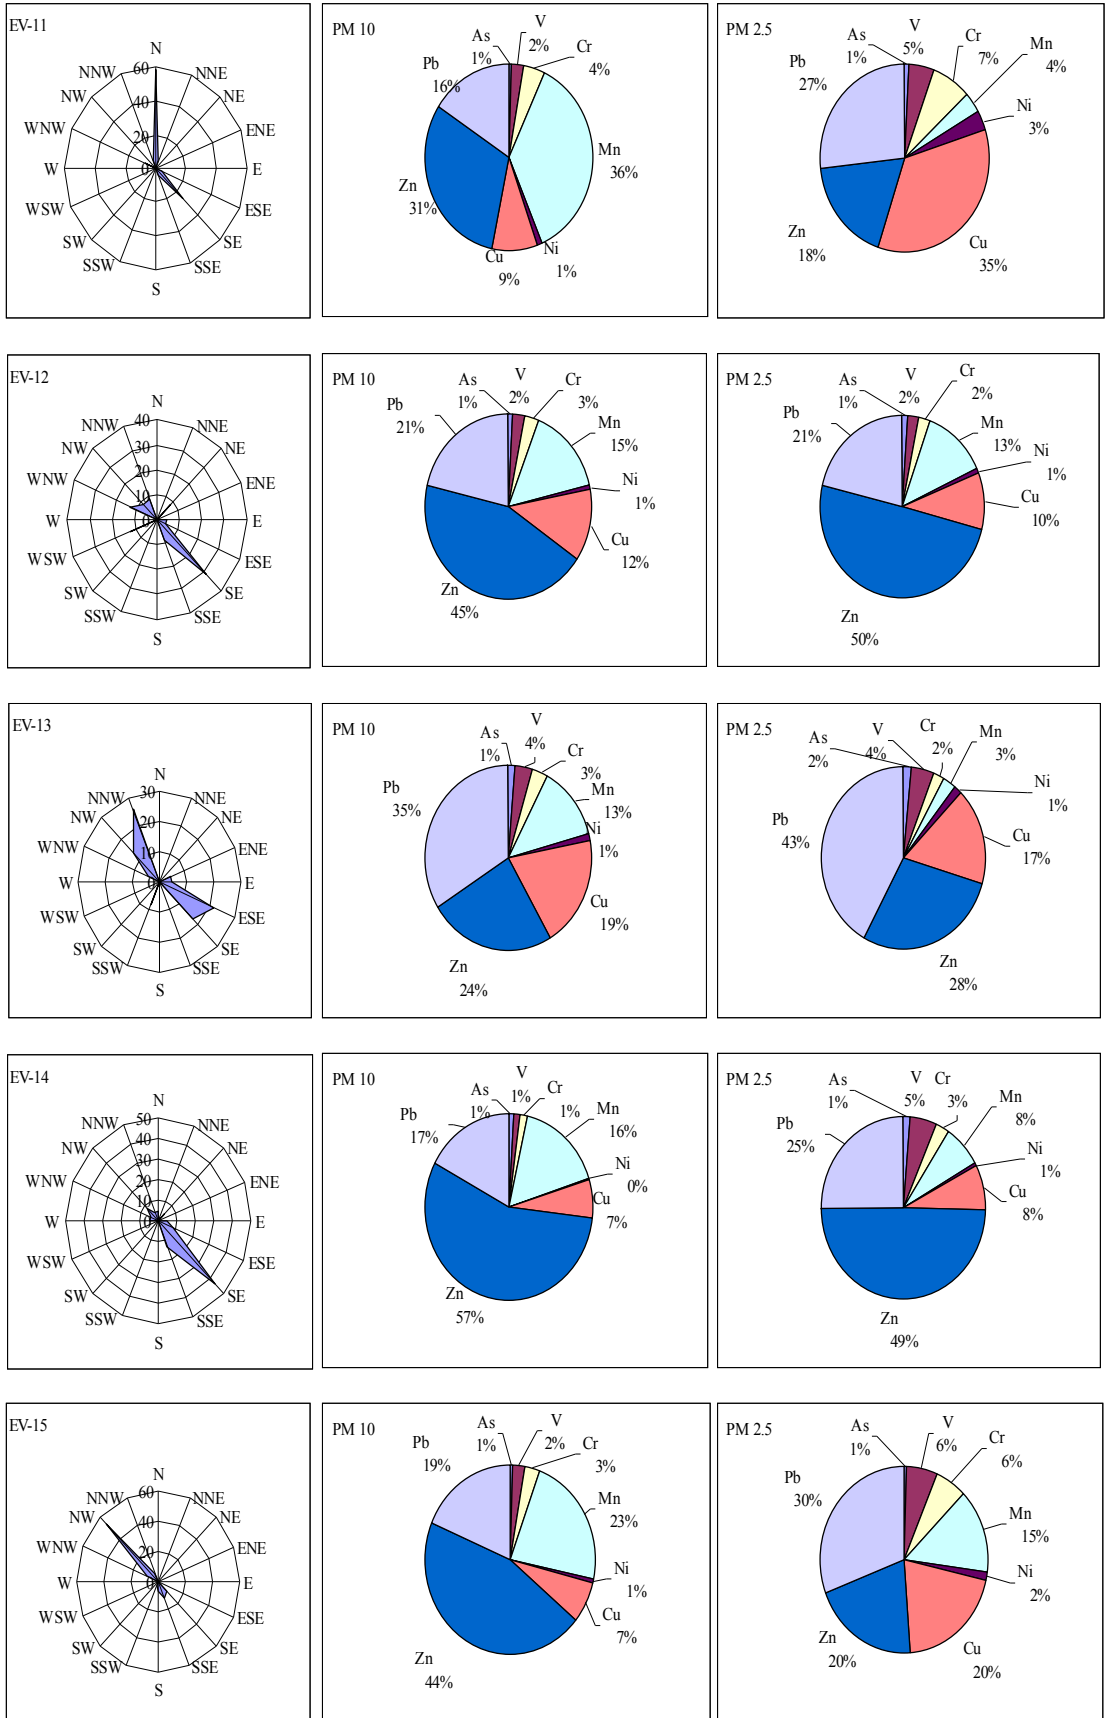 EV-11
N
NNE
NE
ENE
E
ESE
SE
SSE
S
SSW
SW
WSW
W
WNW
NW
NNW
60
40
20
0
PM 10
As
1%
V
2%
Cr
4%
Mn
36%
Ni
1%
Cu
9%
Zn
31%
Pb
16%
PM 2.5
As
1%
V
5%
Cr
7%
Mn
4%
Ni
3%
Cu
35%
Zn
18%
Pb
27%
EV-12
N
NNE
NE
ENE
E
ESE
SE
SSE
S
SSW
SW
WSW
W
WNW
NW
NNW
40
30
20
10
0
PM 10
As
1%
V
2%
Cr
3%
Mn
15%
Ni
1%
Cu
12%
Zn
45%
Pb
21%
PM 2.5
As
1%
V
2%
Cr
2%
Mn
13%
Ni
1%
Cu
10%
Zn
50%
Pb
21%
EV-13
N
NNE
NE
ENE
E
ESE
SE
SSE
S
SSW
SW
WSW
W
WNW
NW
NNW
30
20
10
0
PM 10
As
1%
V
4%
Cr
3%
Mn
13%
Ni
1%
Cu
19%
Zn
24%
Pb
35%
PM 2.5
As
2%
V
4%
Cr
2%
Mn
3%
Ni
1%
Cu
17%
Zn
28%
Pb
43%
EV-14
N
NNE
NE
ENE
E
ESE
SE
SSE
S
SSW
SW
WSW
W
WNW
NW
NNW
50
40
30
20
10
0
PM 10
As
1%
V
1%
Cr
1%
Mn
16%
Ni
0%
Cu
7%
Zn
57%
Pb
17%
PM 2.5
As
1%
V
5%
Cr
3%
Mn
8%
Ni
1%
Cu
8%
Zn
49%
Pb
25%
EV-15
N
NNE
NE
ENE
E
ESE
SE
SSE
S
SSW
SW
WSW
W
WNW
NW
NNW
60
40
20
0
PM 10
As
1%
V
2%
Cr
3%
Mn
23%
Ni
1%
Cu
7%
Zn
44%
Pb
19%
PM 2.5
As
1%
V
6%
Cr
6%
Mn
15%
Ni
2%
Cu
20%
Zn
20%
Pb
30%